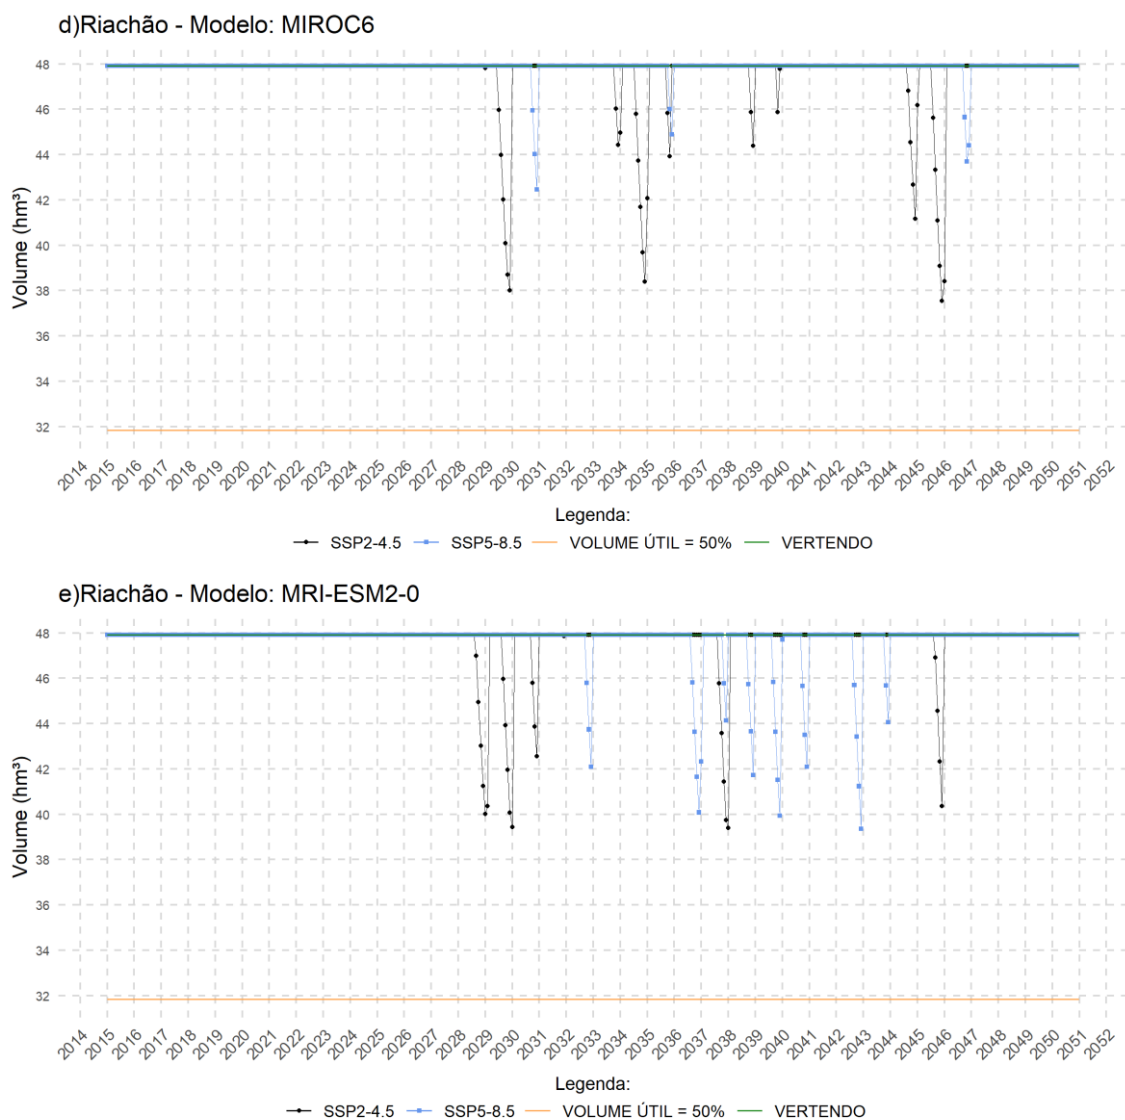 d)Riachão - Modelo: MIROC6
Volume (hm³)
48
46
44
42
40
38
36
34
32
2014 2015 2016 2017 2018 2019 2020 2021 2022 2023 2024 2025 2026 2027 2028 2029 2030 2031 2032 2033 2034 2035 2036 2037 2038 2039 2040 2041 2042 2043 2044 2045 2046 2047 2048 2049 2050 2051 2052
Legenda:
SSP2-4.5 SSP5-8.5 VOLUME ÚTIL = 50% VERTENDO
e)Riachão - Modelo: MRI-ESM2-0
Volume (hm³)
48
46
44
42
40
38
36
34
32
2014 2015 2016 2017 2018 2019 2020 2021 2022 2023 2024 2025 2026 2027 2028 2029 2030 2031 2032 2033 2034 2035 2036 2037 2038 2039 2040 2041 2042 2043 2044 2045 2046 2047 2048 2049 2050 2051 2052
Legenda:
SSP2-4.5 SSP5-8.5 VOLUME ÚTIL = 50% VERTENDO